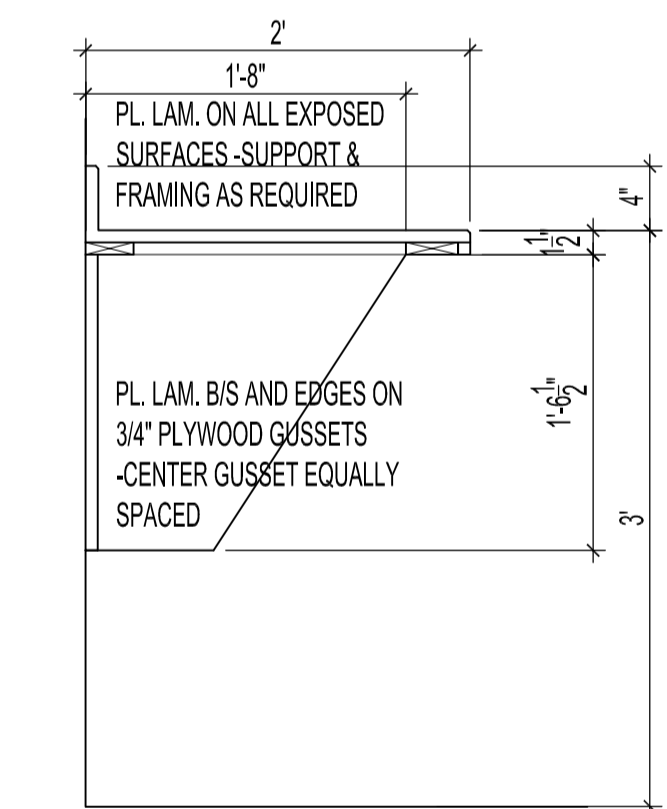 2'
1'-8"
PL. LAM. ON ALL EXPOSED
SURFACES -SUPPORT &
FRAMING AS REQUIRED
4"
1 1/2"
PL. LAM. B/S AND EDGES ON
3/4" PLYWOOD GUSSETS
-CENTER GUSSET EQUALLY
SPACED
1'-6 1/2"
3'